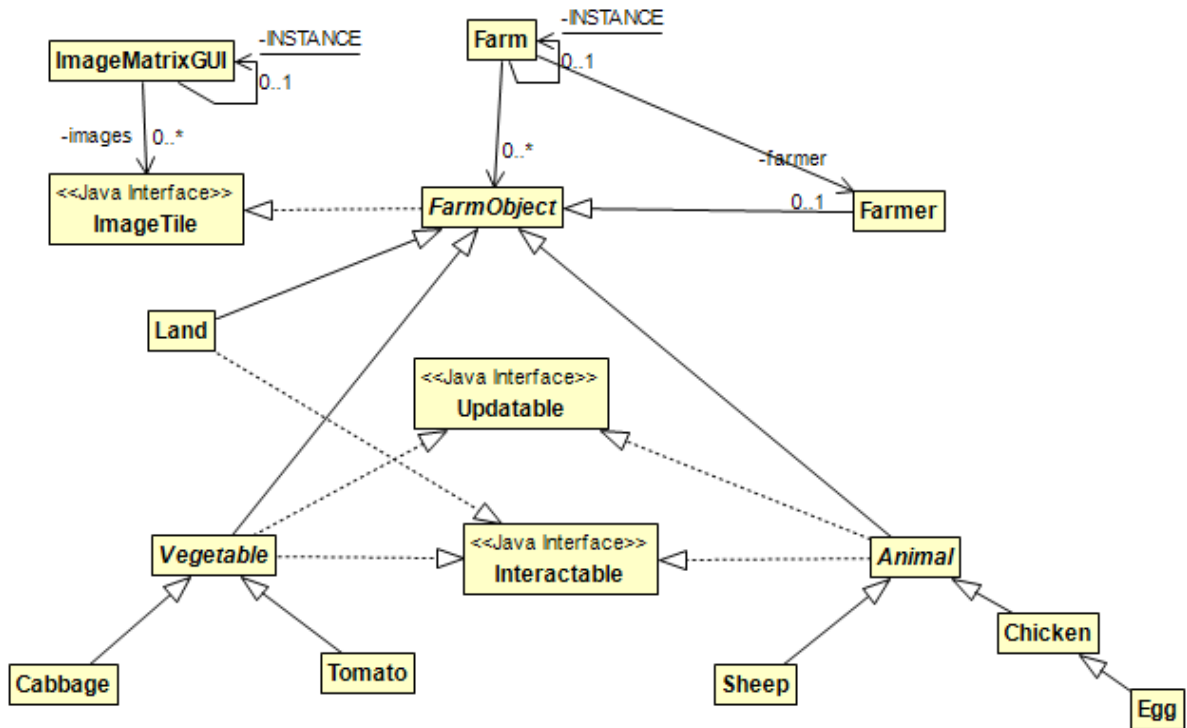 -INSTANCE
ImageMatrixGUI
0..1
-INSTANCE
Farm
0..1
-images
0..*
0..*
-farmer
<<Java Interface>>
ImageTile
FarmObject
0..1
Farmer
Land
<<Java Interface>>
Updatable
Vegetable
<<Java Interface>>
Interactable
Animal
Cabbage
Tomato
Sheep
Chicken
Egg